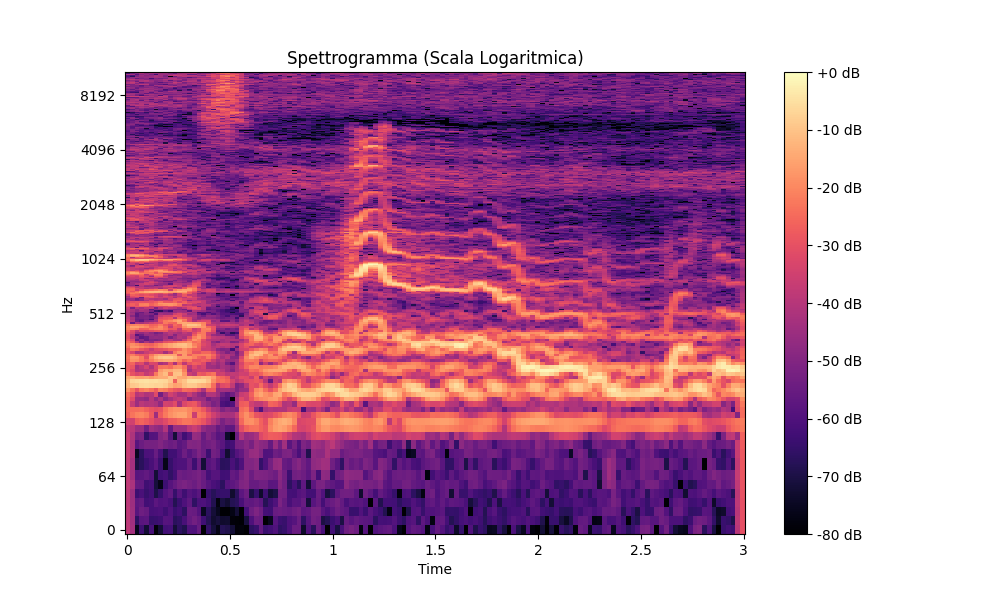 Spettrogramma (Scala Logaritmica)
Hz
8192
4096
2048
1024
512
256
128
64
0
0
0.5
1
1.5
2
2.5
3
Time
+0 dB
-10 dB
-20 dB
-30 dB
-40 dB
-50 dB
-60 dB
-70 dB
-80 dB